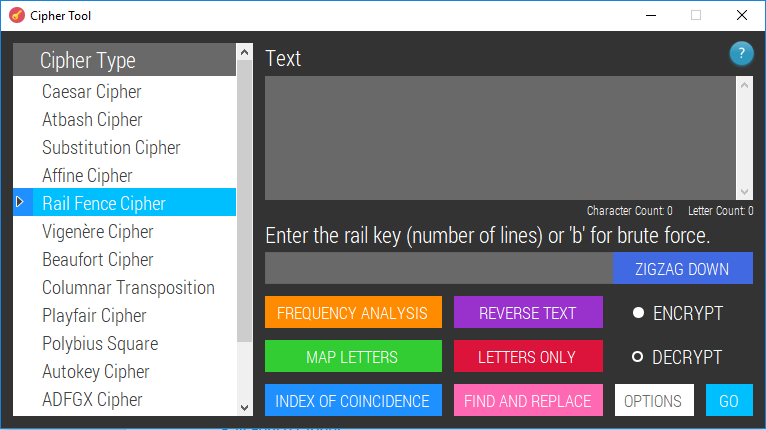 Cipher Tool
Cipher Type
Caesar Cipher
Atbash Cipher
Substitution Cipher
Affine Cipher
Rail Fence Cipher
Vigenère Cipher
Beaufort Cipher
Columnar Transposition
Playfair Cipher
Polybius Square
Autokey Cipher
ADFGX Cipher
Text
?
Character Count: 0 Letter Count: 0
Enter the rail key (number of lines) or 'b' for brute force.
ZIGZAG DOWN
FREQUENCY ANALYSIS REVERSE TEXT ENCRYPT
MAP LETTERS LETTERS ONLY DECRYPT
INDEX OF COINCIDENCE FIND AND REPLACE OPTIONS GO